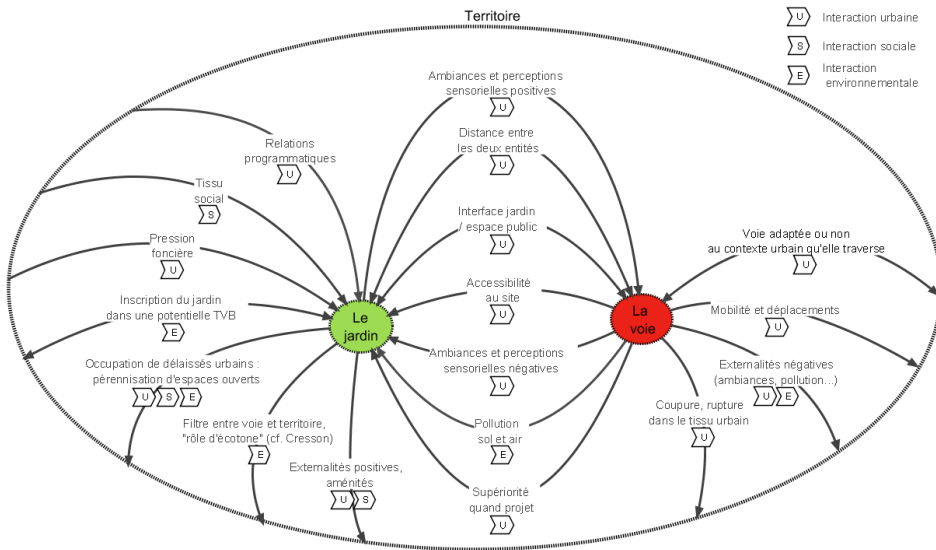 Territoire
U Interaction urbaine
S Interaction sociale
E Interaction
environnementale
Ambiances et perceptions
sensorielles positives
U
Relations
programmatiques
U
Distance entre
les deux entités
U
Tissu
social
S
Interface jardin
/ espace public
U
Pression
foncière
U
Voie adaptée ou non
au contexte urbain qu'elle traverse
U
Accessibilité
au site
U
Inscription du jardin
dans une potentielle TVB
E
Le
jardin
La
voie
Mobilité et déplacements
U
Ambiances et perceptions
sensorielles négatives
U
Occupation de délaissés urbains :
pérennisation d'espaces ouverts
U S E
Externalités négatives
(ambiances, pollution...)
U E
Coupure, rupture
dans le tissu urbain
U
Filtre entre voie et territoire,
"rôle d'écotone" (cf. Cresson)
E
Pollution
sol et air
E
Externalités positives,
aménités
U S
Supériorité
quand projet
U